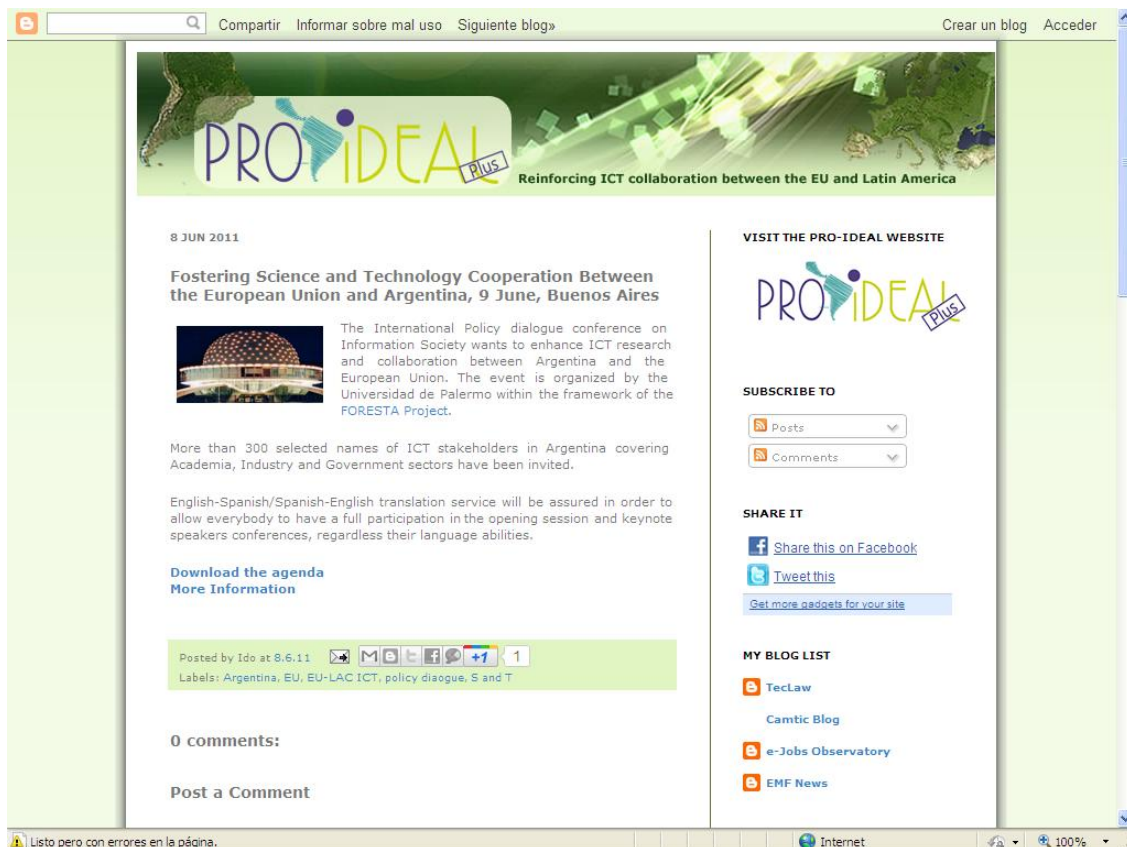 Compartir Informar sobre mal uso Siguiente blog» Crear un blog Acceder
PRO iDEAL Plus
Reinforcing ICT collaboration between the EU and Latin America
8 JUN 2011
Fostering Science and Technology Cooperation Between
the European Union and Argentina, 9 June, Buenos Aires
The International Policy dialogue conference on
Information Society wants to enhance ICT research
and collaboration between Argentina and the
European Union. The event is organized by the
Universidad de Palermo within the framework of the
FORESTA Project.
More than 300 selected names of ICT stakeholders in Argentina covering
Academia, Industry and Government sectors have been invited.
English-Spanish/Spanish-English translation service will be assured in order to
allow everybody to have a full participation in the opening session and keynote
speakers conferences, regardless their language abilities.
Download the agenda
More Information
Posted by Ido at 8.6.11 +1 1
Labels: Argentina, EU, EU-LAC ICT, policy diaogue, S and T
0 comments:
Post a Comment
VISIT THE PRO-IDEAL WEBSITE
PRO iDEAL Plus
SUBSCRIBE TO
Posts
Comments
SHARE IT
Share this on Facebook
Tweet this
Get more gadgets for your site
MY BLOG LIST
TecLaw
Camtic Blog
e-Jobs Observatory
EMF News
Listo pero con errores en la página. Internet 100%